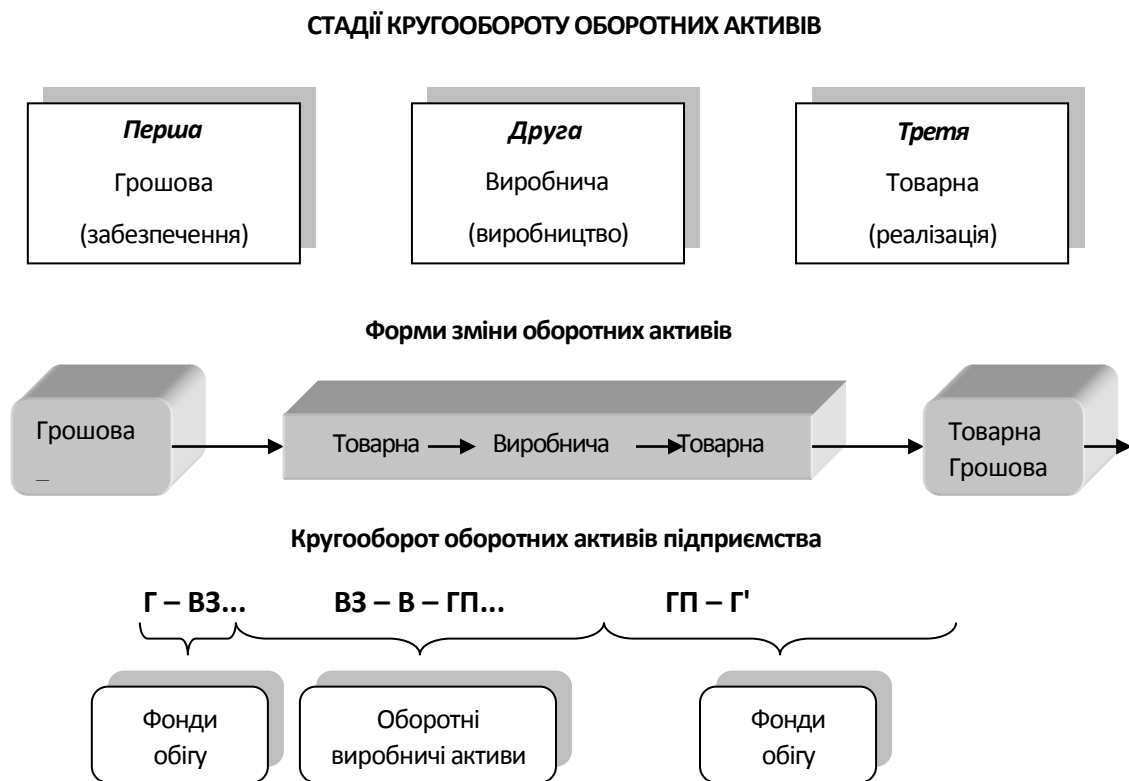 СТАДІЇ КРУГООБОРОТУ ОБОРОТНИХ АКТИВІВ
Перша
Грошова
(забезпечення)
Друга
Виробнича
(виробництво)
Третя
Товарна
(реалізація)
Форми зміни оборотних активів
Грошова
–
Товарна
Виробнича
Товарна
Товарна
Грошова
Кругооборот оборотних активів підприємства
Г – ВЗ...
ВЗ – В – ГП...
ГП – Г'
Фонди
обігу
Оборотні
виробничі активи
Фонди
обігу